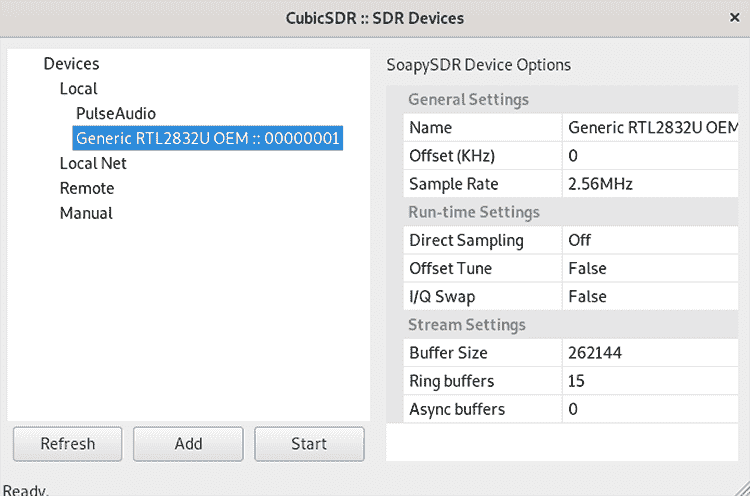 CubicSDR :: SDR Devices
×
Devices
Local
PulseAudio
Generic RTL2832U OEM :: 00000001
Local Net
Remote
Manual
Refresh
Add
Start
SoapySDR Device Options
General Settings
Name Generic RTL2832U OEM
Offset (KHz) 0
Sample Rate 2.56MHz
Run-time Settings
Direct Sampling Off
Offset Tune False
I/Q Swap False
Stream Settings
Buffer Size 262144
Ring buffers 15
Async buffers 0
Ready.